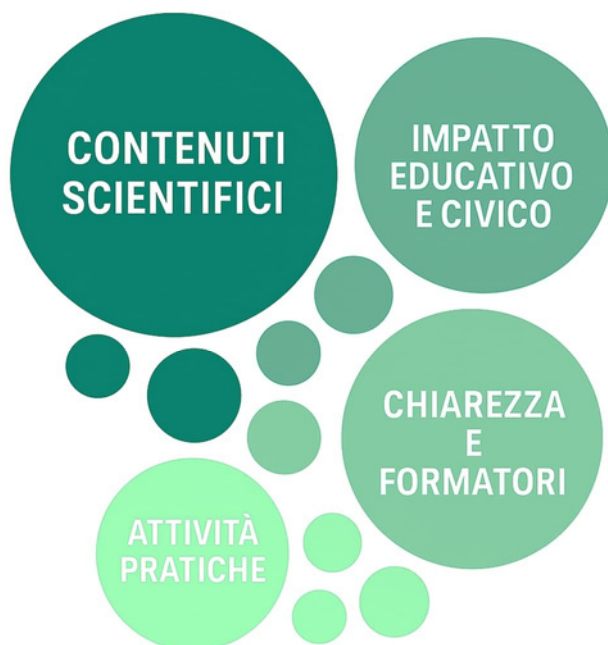 CONTENUTI
SCIENTIFICI
IMPATTO
EDUCATIVO
E CIVICO
CHIAREZZA
E
FORMATORI
ATTIVITÀ
PRATICHE